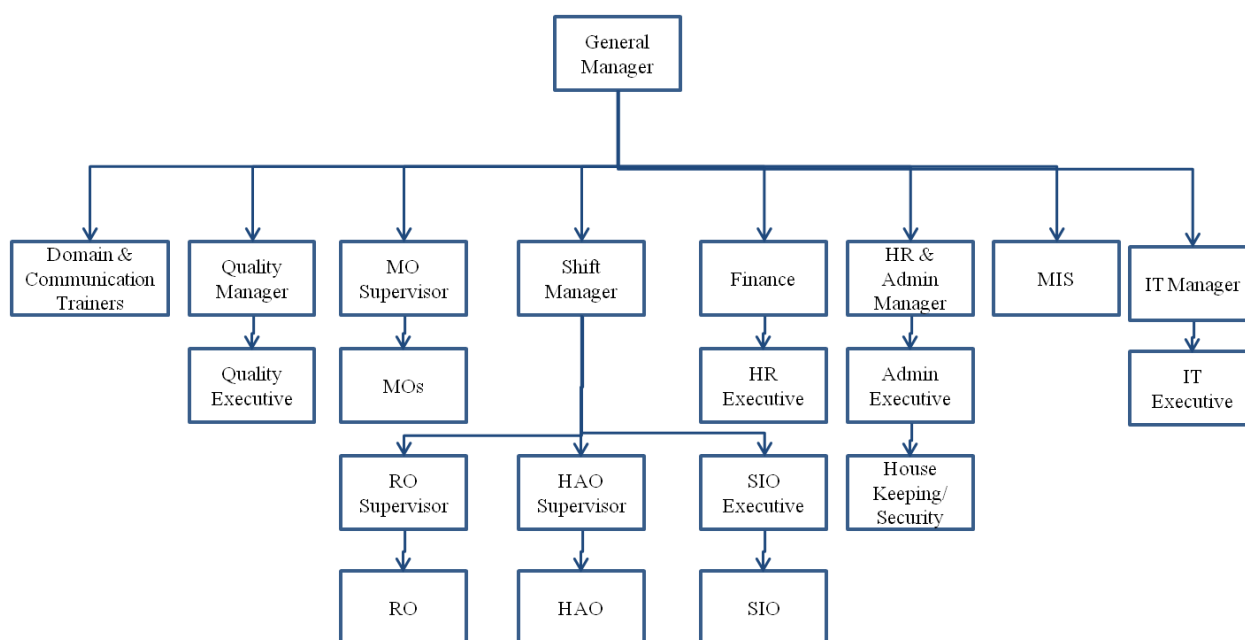 General
Manager
Domain &
Communication
Trainers
Quality
Manager
MO
Supervisor
Shift
Manager
Finance
HR &
Admin
Manager
MIS
IT Manager
Quality
Executive
MOs
HR
Executive
Admin
Executive
IT
Executive
RO
Supervisor
HAO
Supervisor
SIO
Executive
House
Keeping/
Security
RO
HAO
SIO